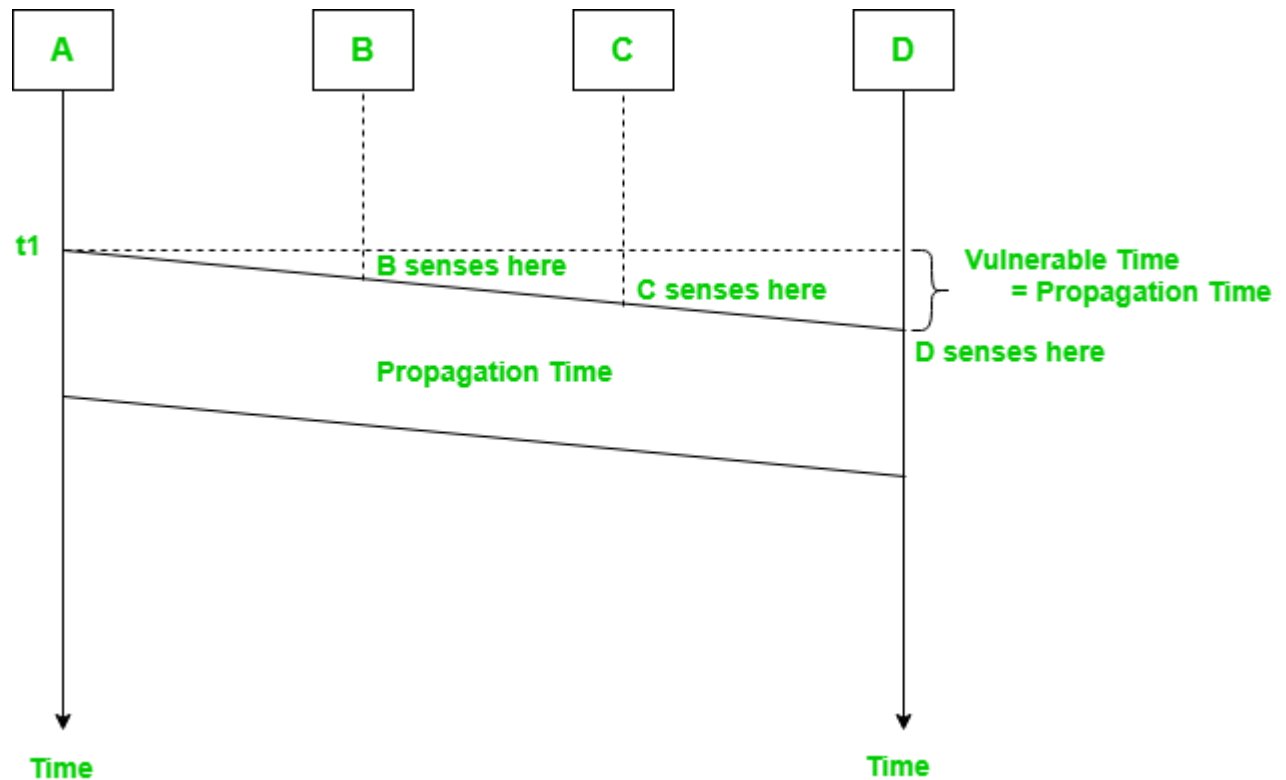 A
B
C
D
t1
B senses here
C senses here
Vulnerable Time
= Propagation Time
D senses here
Propagation Time
Time
Time